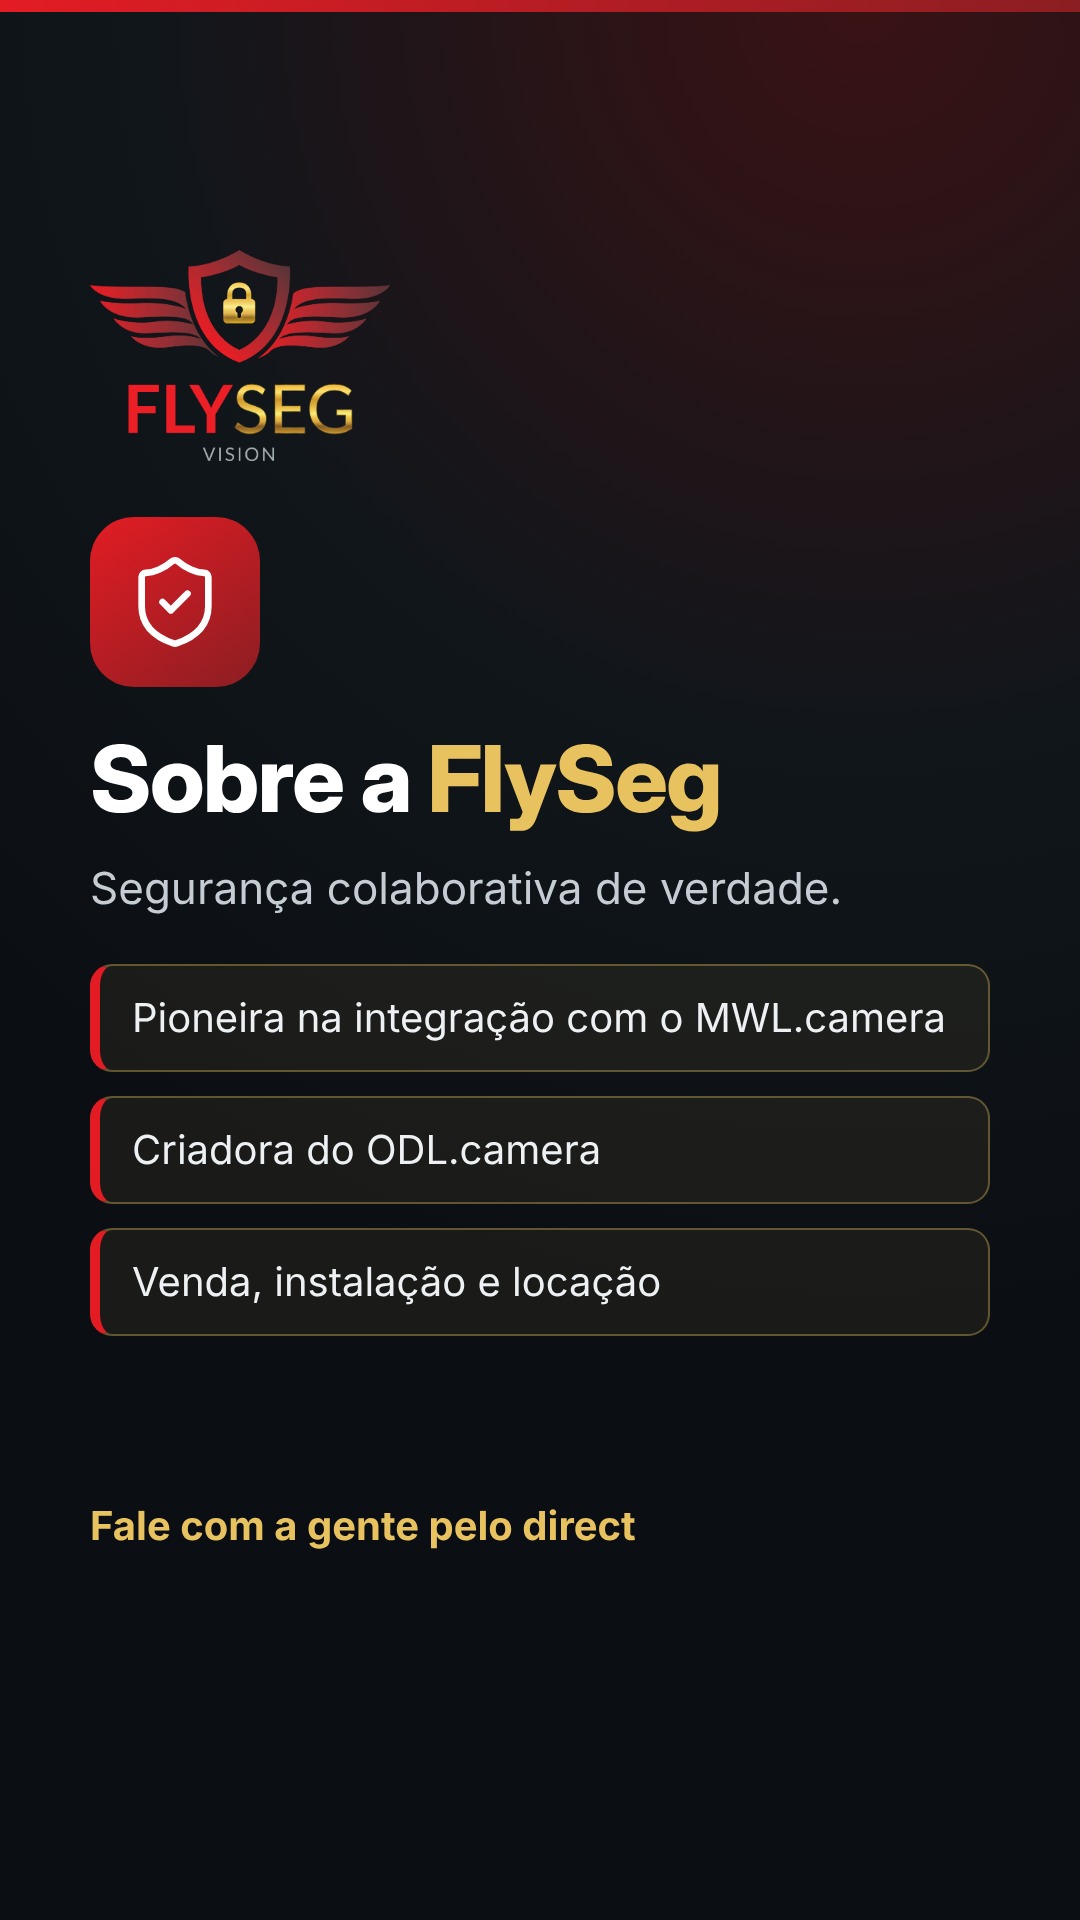 FLYSEG
VISION
Sobre a FlySeg
Segurança colaborativa de verdade.
Pioneira na integração com o MWL.camera
Criadora do ODL.camera
Venda, instalação e locação
Fale com a gente pelo direct